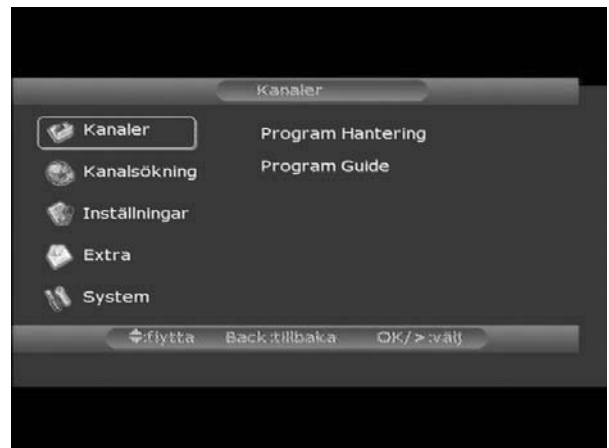 Kanaler
Kanaler
Program Hantering
Kanalsökning
Program Guide
Inställningar
Extra
System
:flytta Back:tillbaka OK/>:välj